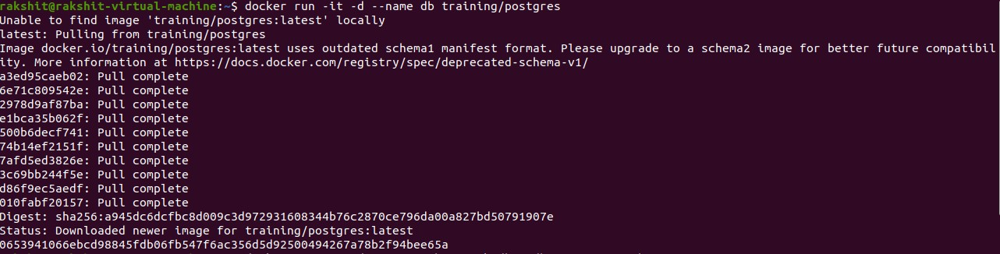 rakshit@rakshit-virtual-machine:~$ docker run -it -d --name db training/postgres
Unable to find image 'training/postgres:latest' locally
latest: Pulling from training/postgres
Image docker.io/training/postgres:latest uses outdated schema1 manifest format. Please upgrade to a schema2 image for better future compatibil
ity. More information at https://docs.docker.com/registry/spec/deprecated-schema-v1/
a3ed95caeb02: Pull complete
6e71c809542e: Pull complete
2978d9af87ba: Pull complete
e1bca35b062f: Pull complete
500b6decf741: Pull complete
74b14ef2151f: Pull complete
7afd5ed3826e: Pull complete
3c69bb244f5e: Pull complete
d86f9ec5aedf: Pull complete
010fabf20157: Pull complete
Digest: sha256:a945dc6dcfbc8d009c3d972931608344b76c2870ce796da00a827bd50791907e
Status: Downloaded newer image for training/postgres:latest
0653941066ebcd98845fdb06fb547f6ac356d5d92500494267a78b2f94bee65a